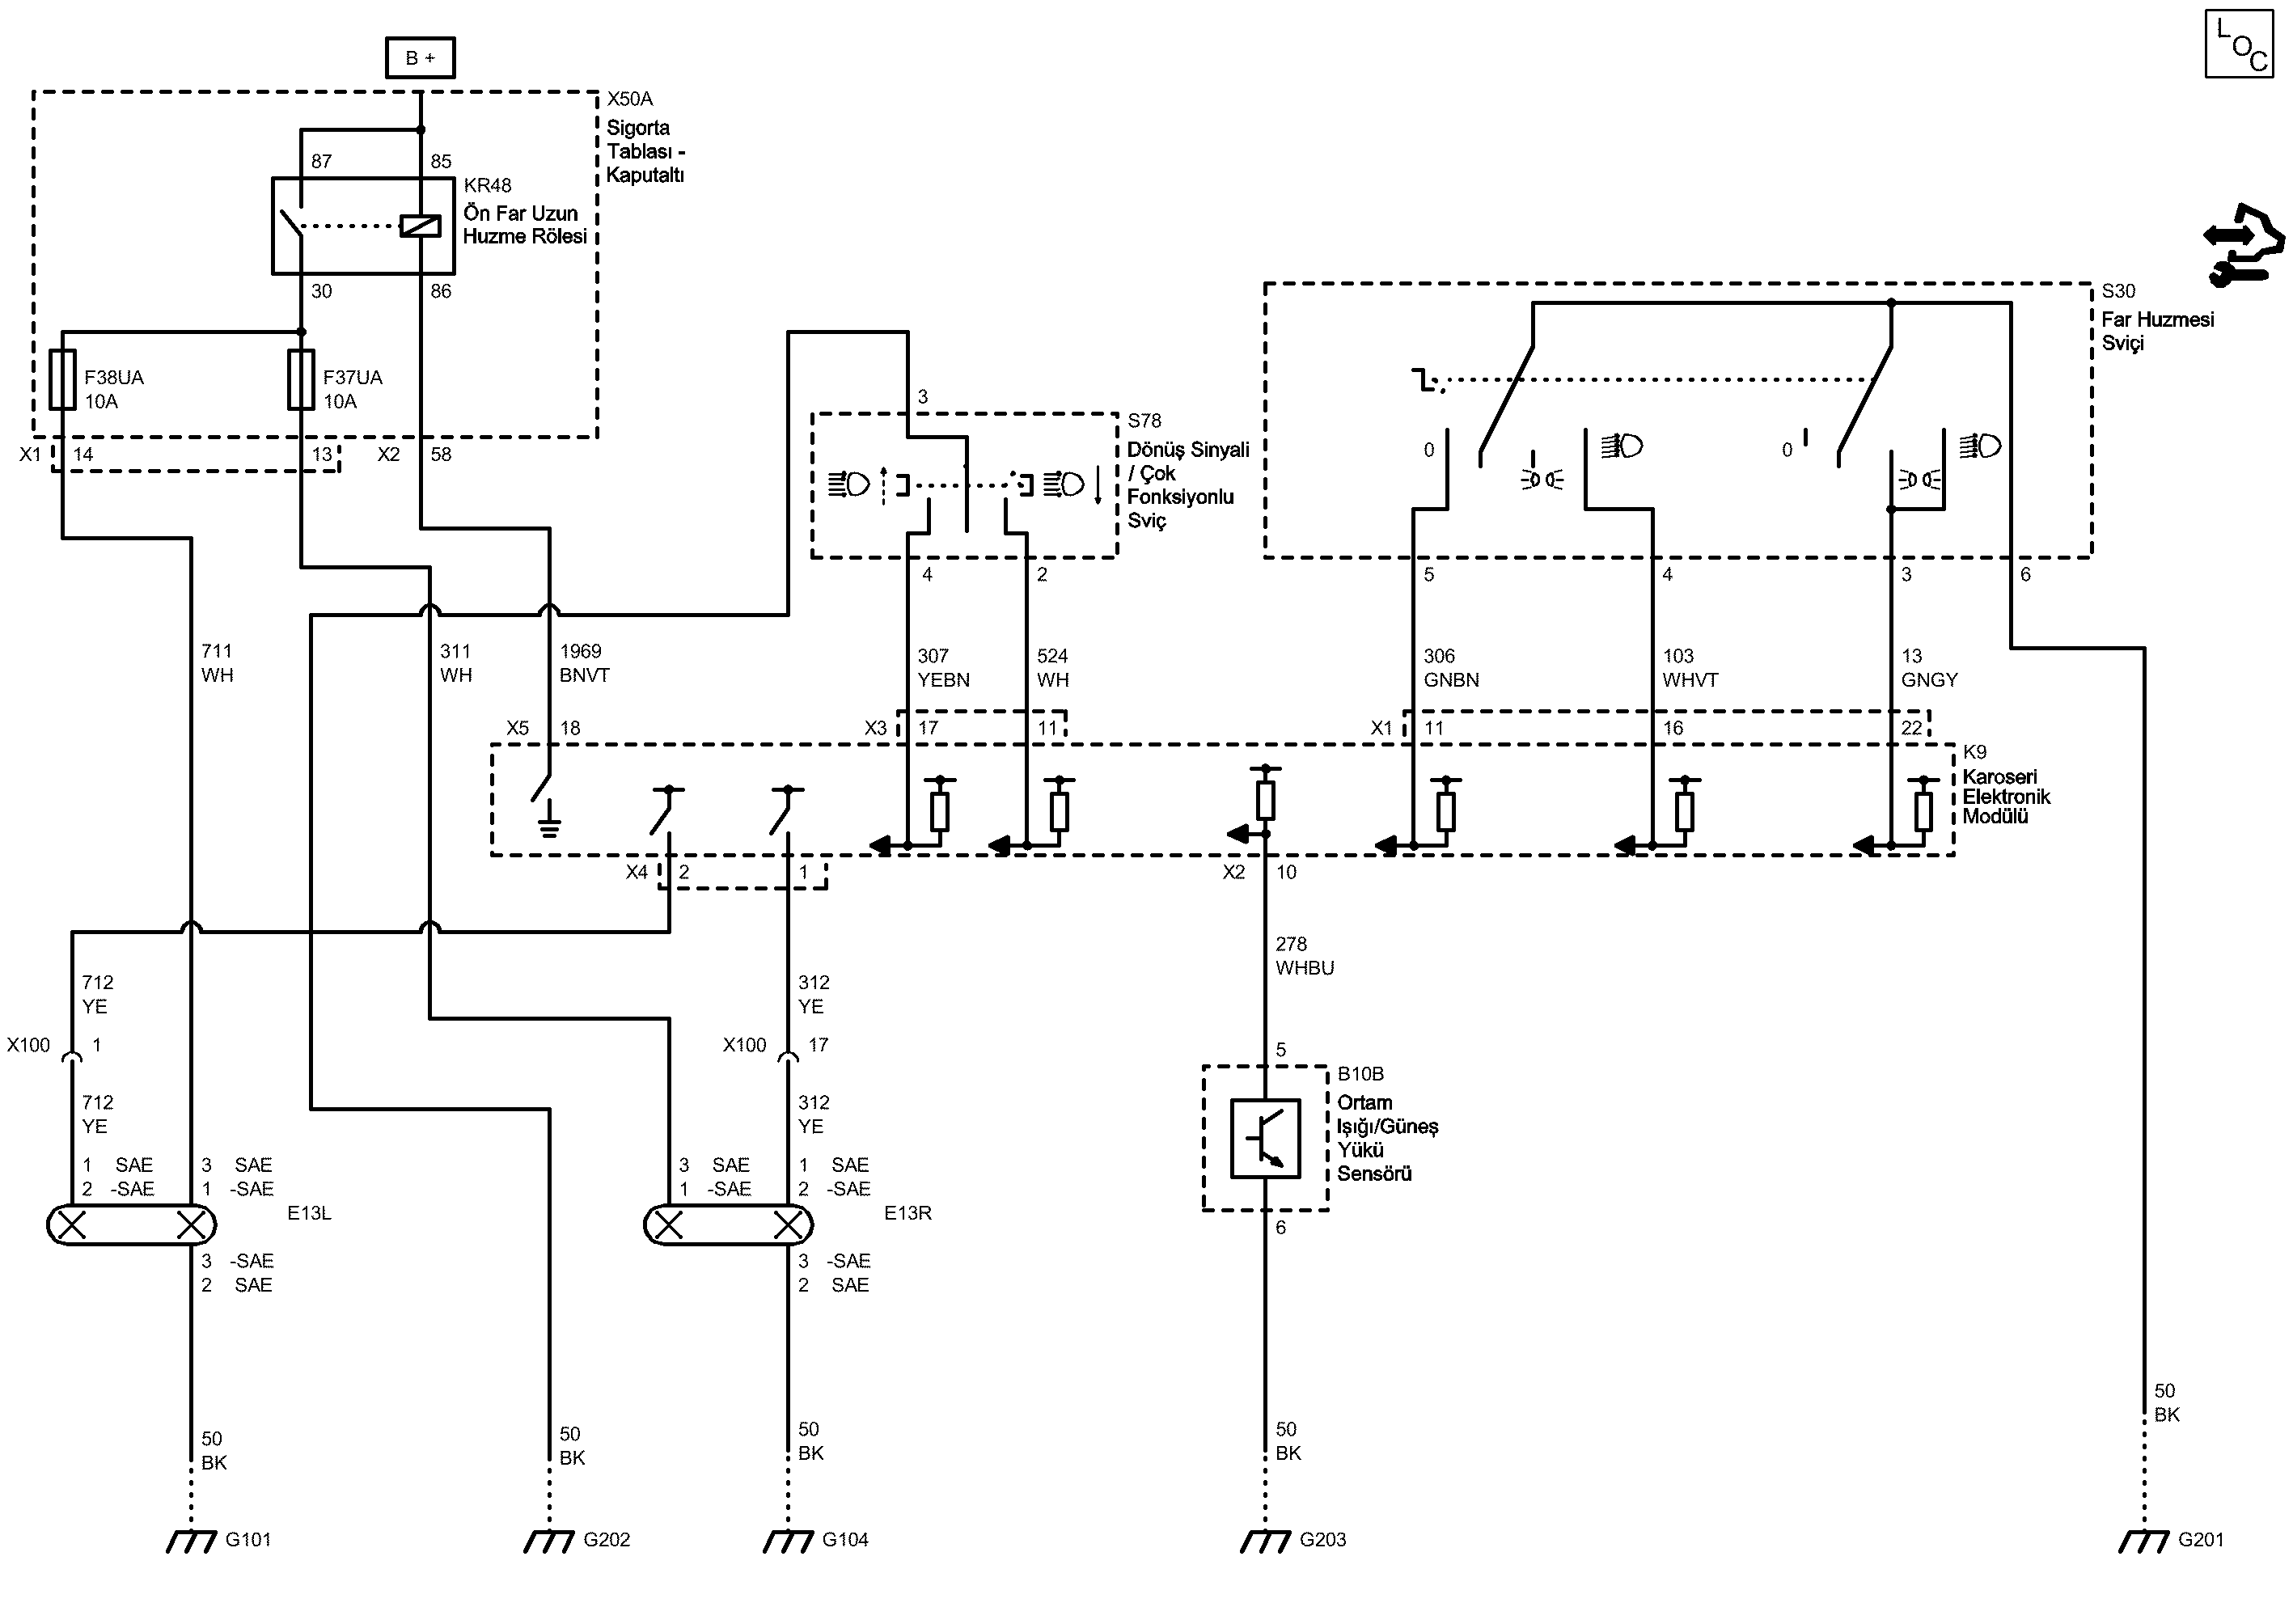 B +
L
O
C
X50A
Sigorta
Tablası -
Kaputaltı
87
85
KR48
Ön Far Uzun
Huzme Rölesi
30
86
F38UA
10A
F37UA
10A
X1
14
13
X2
58
3
S78
Dönüş Sinyali
/ Çok
Fonksiyonlu
Sviç
4
2
S30
Far Huzmesi
Sviçi
0
0
5
4
3
6
711
WH
311
WH
1969
BNVT
307
YEBN
524
WH
306
GNBN
103
WHVT
13
GNGY
X5
18
X3
17
11
X1
11
16
22
K9
Karoseri
Elektronik
Modülü
X4
2
1
X2
10
278
WHBU
712
YE
312
YE
X100
1
X100
17
712
YE
312
YE
5
B10B
Ortam
Işığı/Güneş
Yükü
Sensörü
6
1 SAE
2 -SAE
3 SAE
1 -SAE
E13L
3 SAE
1 -SAE
1 SAE
2 -SAE
E13R
3 -SAE
2 SAE
3 -SAE
2 SAE
50
BK
50
BK
50
BK
50
BK
50
BK
G101
G202
G104
G203
G201